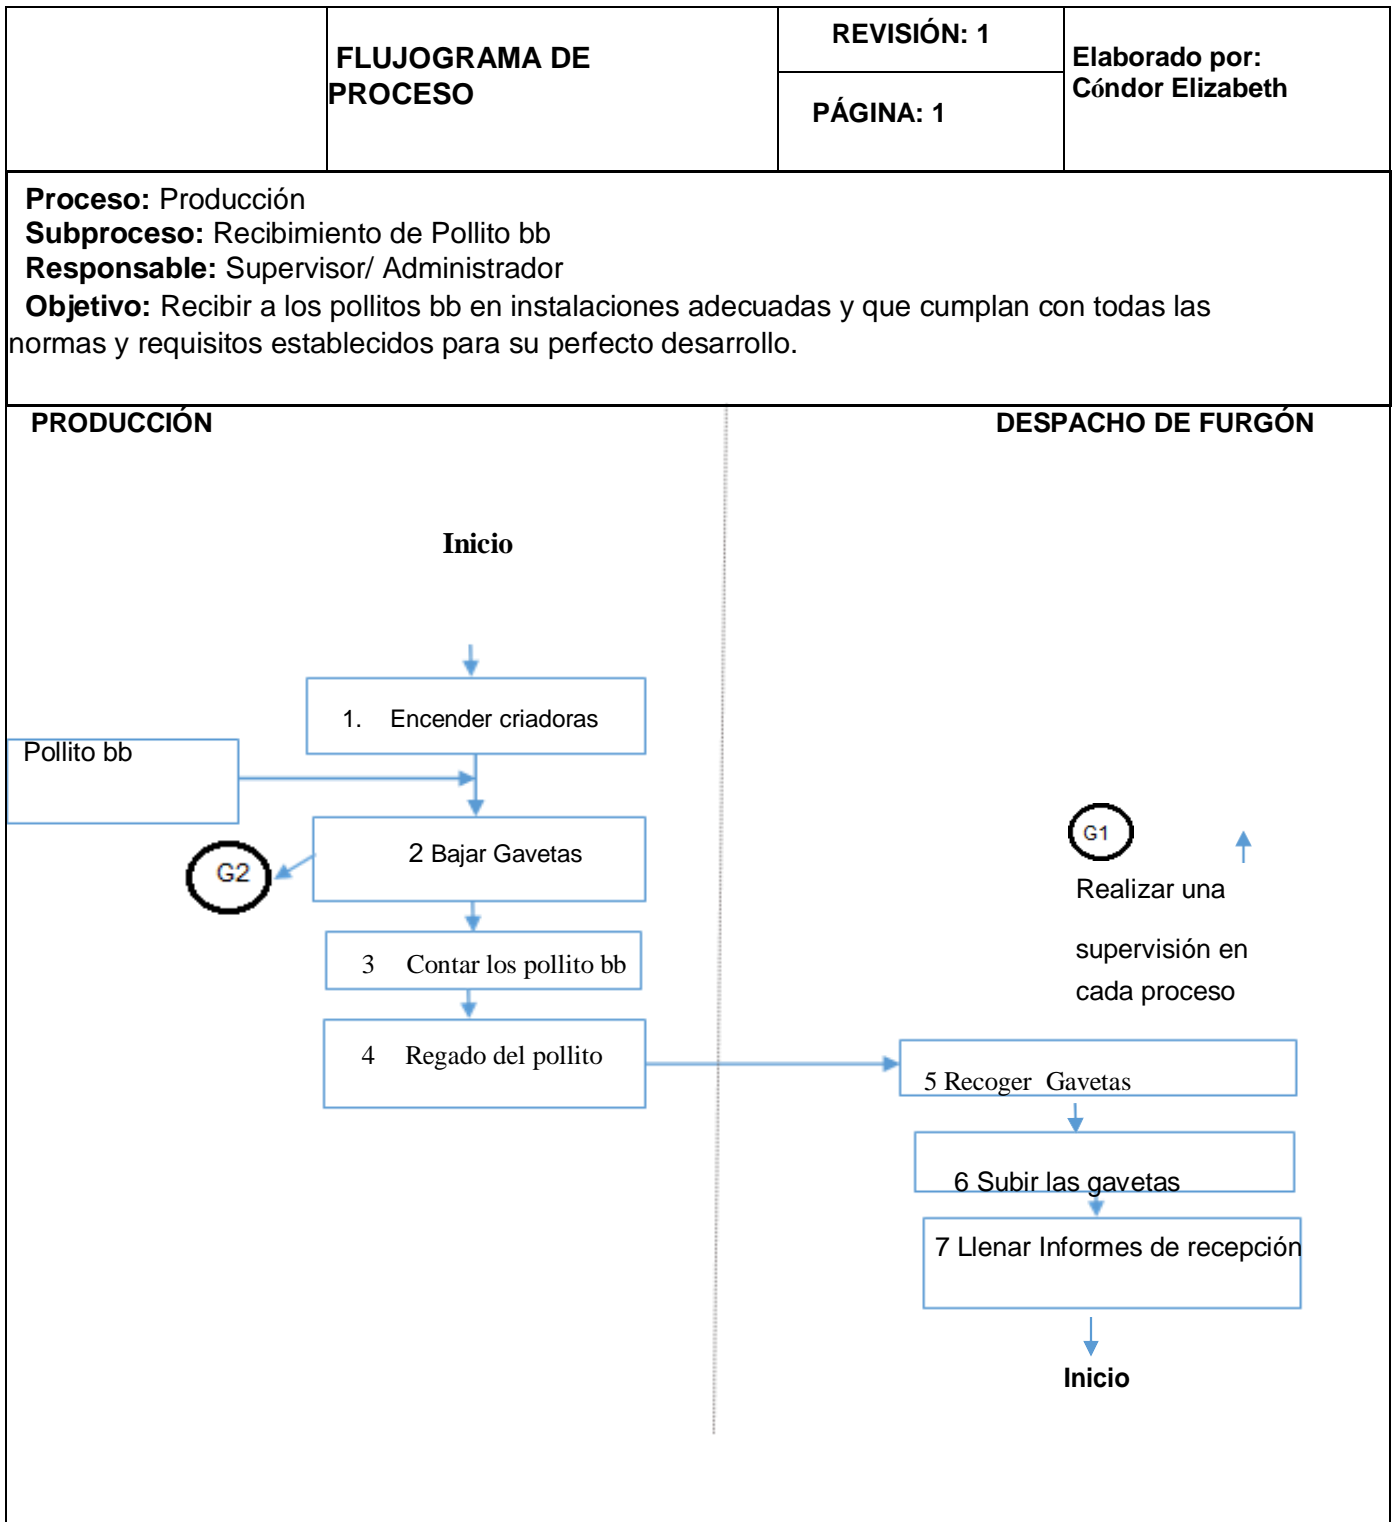 FLUJOGRAMA DE
PROCESO
REVISIÓN: 1
PÁGINA: 1
Elaborado por:
Cóndor Elizabeth
Proceso: Producción
Subproceso: Recibimiento de Pollito bb
Responsable: Supervisor/ Administrador
Objetivo: Recibir a los pollitos bb en instalaciones adecuadas y que cumplan con todas las
normas y requisitos establecidos para su perfecto desarrollo.
PRODUCCIÓN
DESPACHO DE FURGÓN
Inicio
1. Encender criadoras
Pollito bb
2 Bajar Gavetas
G2
3 Contar los pollito bb
4 Regado del pollito
G1
Realizar una
supervisión en
cada proceso
5 Recoger Gavetas
6 Subir las gavetas
7 Llenar Informes de recepción
Inicio